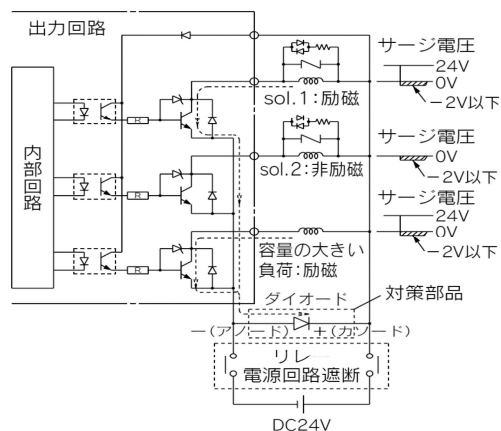 出力回路
サージ電圧
24V
0V
−2V以下
sol.1：励磁
内部回路
サージ電圧
0V
−2V以下
sol.2：非励磁
サージ電圧
24V
0V
−2V以下
容量の大きい
負荷：励磁
R
R
R
ダイオード
対策部品
−(アノード)
+(カソード)
リレー
電源回路遮断
DC24V